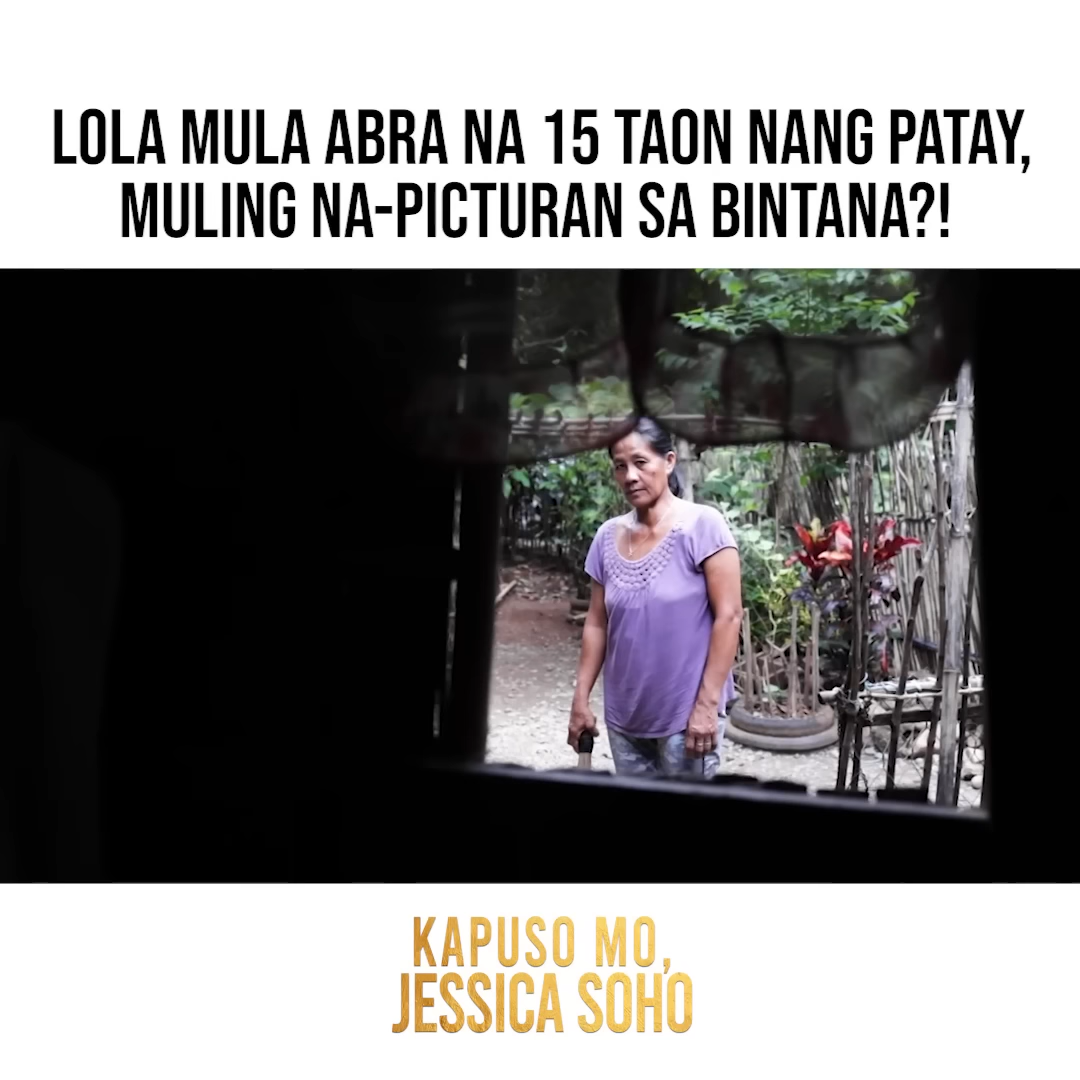 LOLA MULA ABRA NA 15 TAON NANG PATAY,
MULING NA-PICTURAN SA BINTANA?!
KAPUSO MO,
JESSICA SOHO